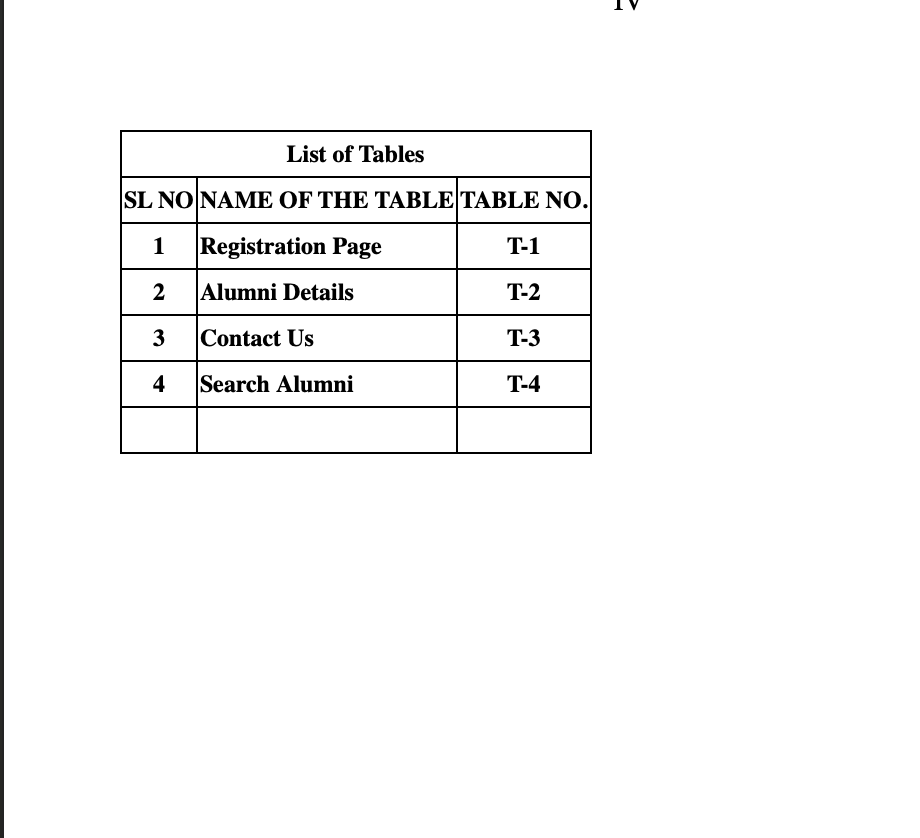 IV
List of Tables
SL NO NAME OF THE TABLE TABLE NO.
1 Registration Page T-1
2 Alumni Details T-2
3 Contact Us T-3
4 Search Alumni T-4